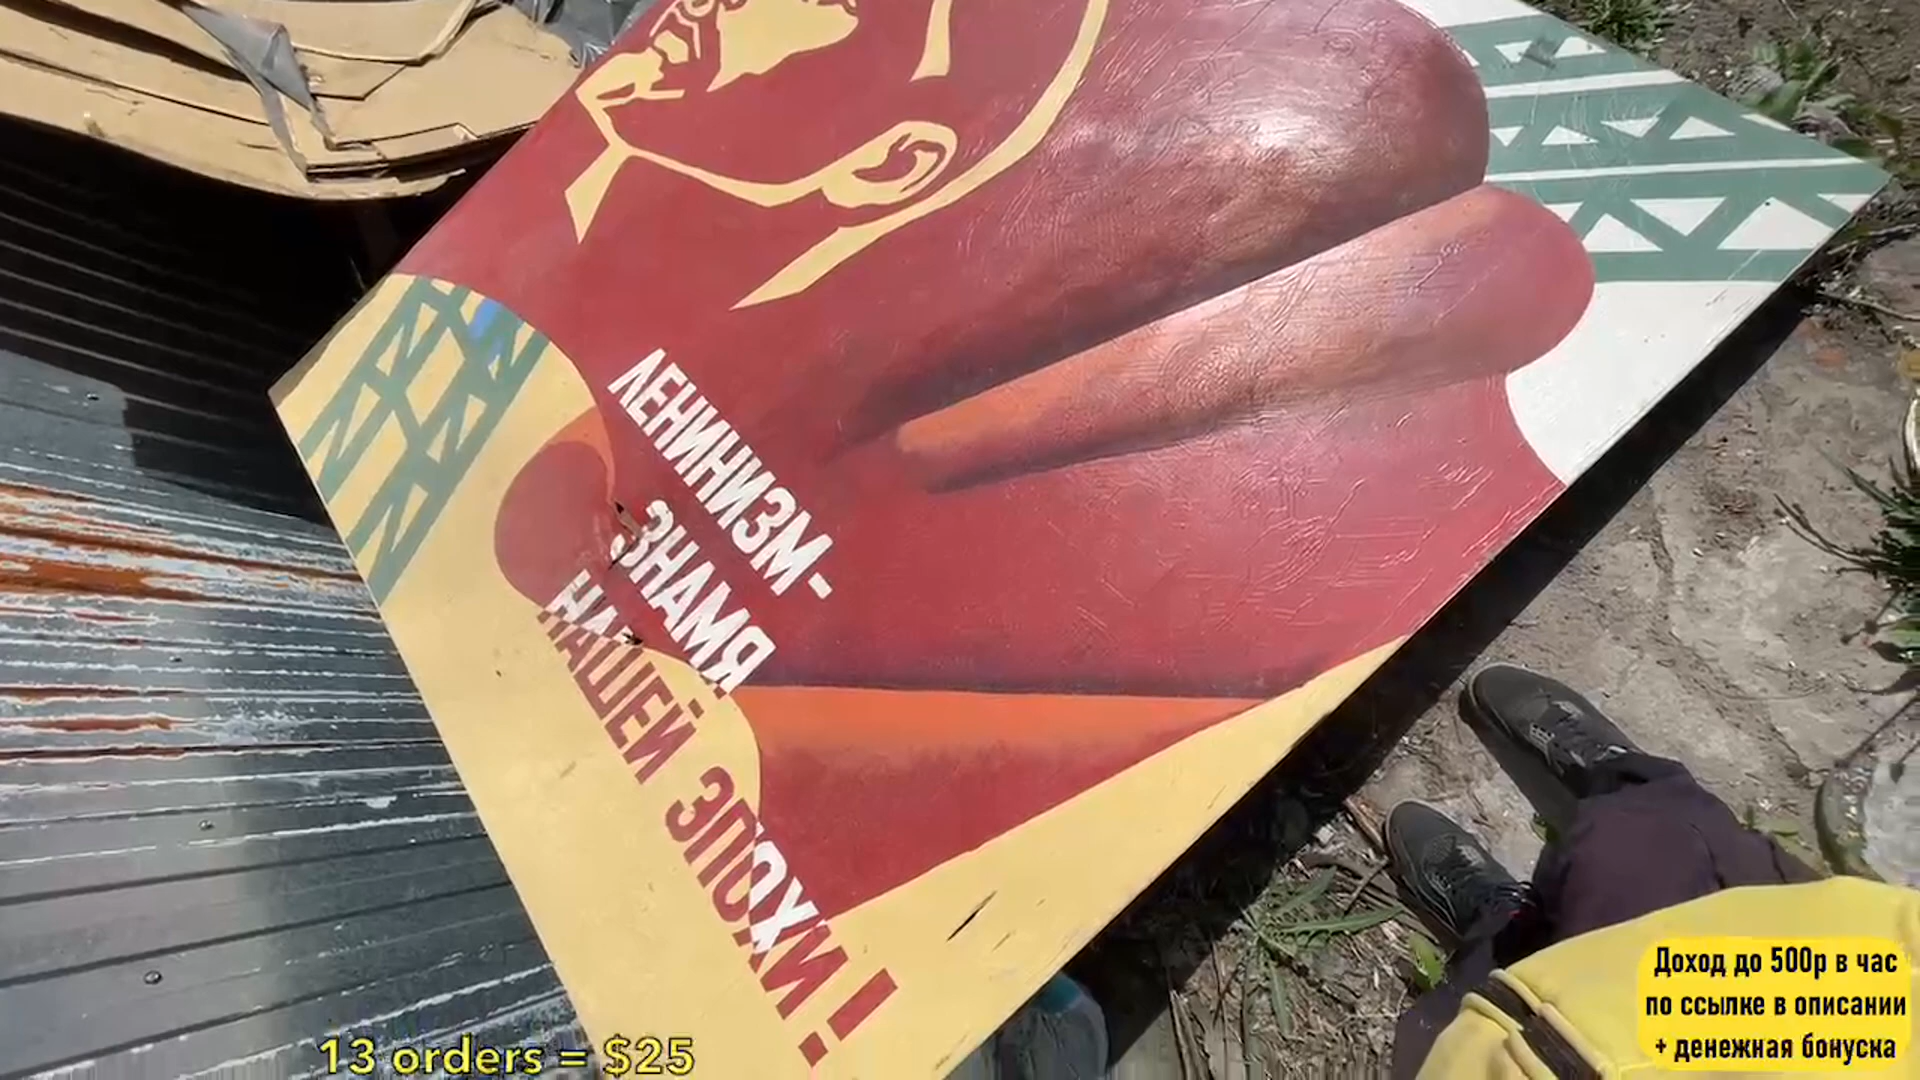 ЛЕНИНИЗМ-
ЗНАМЯ
НАШЕЙ ЭПОХИ!
13 orders = $25
Доход до 500р в час
по ссылке в описании
+ денежная бонуска